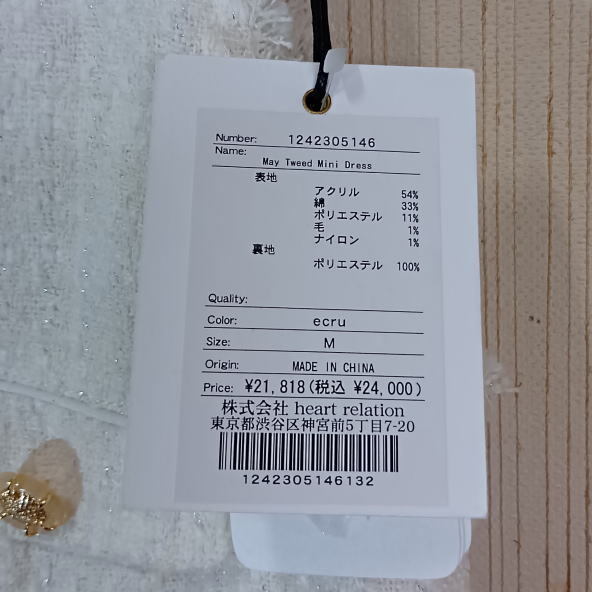 Number: 1242305146
Name:
May Tweed Mini Dress
表地
アクリル 54%
綿 33%
ポリエステル 11%
毛 1%
ナイロン 1%
裏地
ポリエステル 100%
Quality:
Color: ecru
Size: M
Origin: MADE IN CHINA
Price: ¥21,818(税込 ¥24,000)
株式会社 heart relation
東京都渋谷区神宮前5丁目7-20
1242305146132